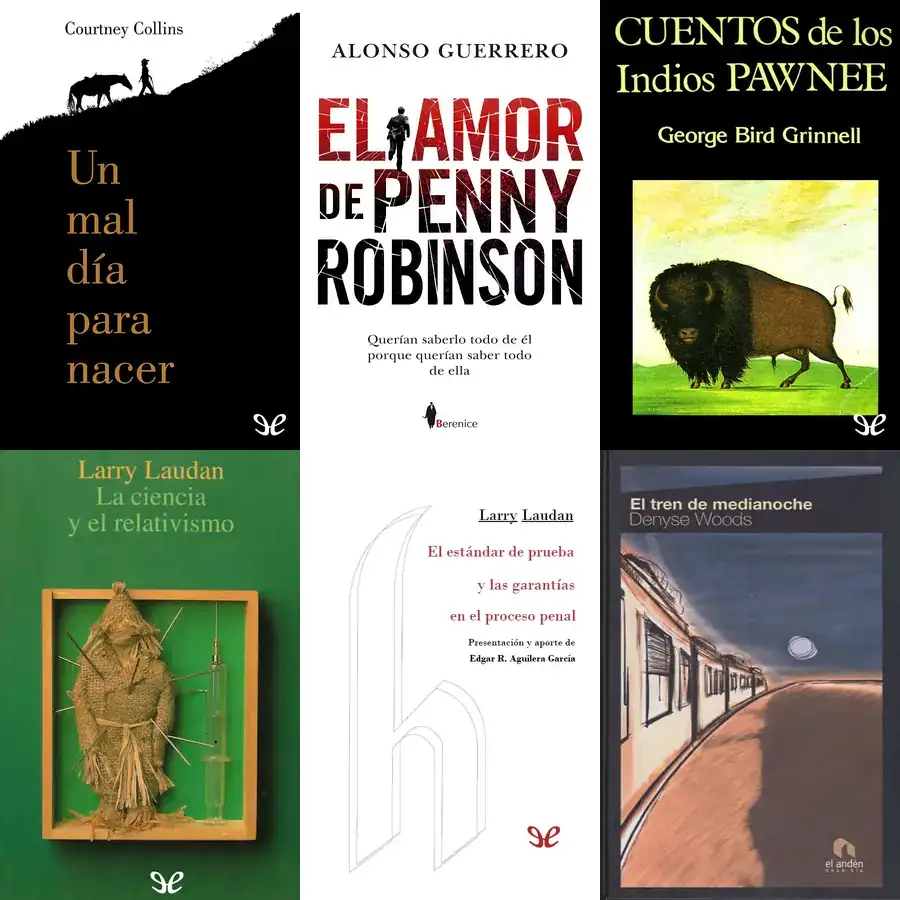 Courtney Collins
Un
mal
día
para
nacer
ALONSO GUERRERO
EL AMOR
DE PENNY
ROBINSON
Querían saberlo todo de él
porque querían saber todo
de ella
Berenice
CUENTOS de los
Indios PAWNEE
George Bird Grinnell
Larry Laudan
La ciencia
y el relativismo
Larry Laudan
El estándar de prueba
y las garantías
en el proceso penal
Presentación y aporte de
Edgar R. Aguilera García
h
El tren de medianoche
Denyse Woods
el andén